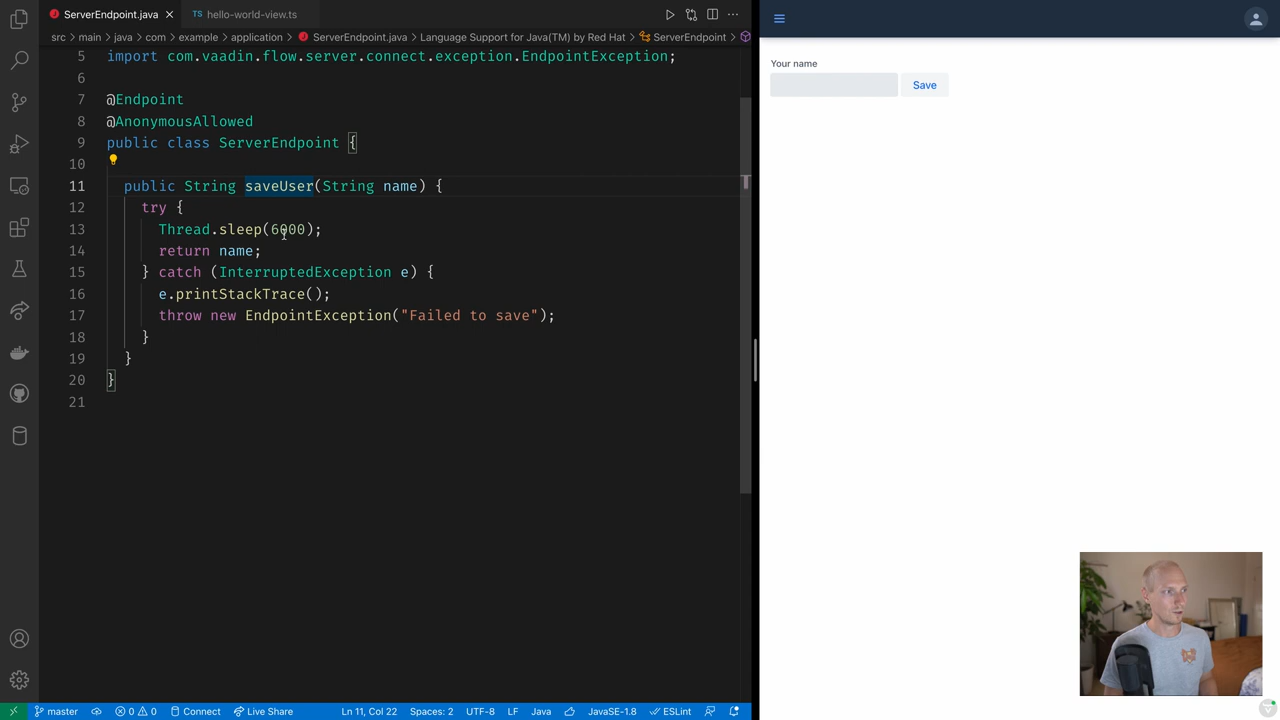 ServerEndpoint.java
TS hello-world-view.ts
src > main > java > com > example > application > ServerEndpoint.java > Language Support for Java(TM) by Red Hat > ServerEndpoint >
5 import com.vaadin.flow.server.connect.exception.EndpointException;
6
7 @Endpoint
8 @AnonymousAllowed
9 public class ServerEndpoint {
10
11 public String saveUser(String name) {
12 try {
13 Thread.sleep(6000);
14 return name;
15 } catch (InterruptedException e) {
16 e.printStackTrace();
17 throw new EndpointException("Failed to save");
18 }
19 }
20 }
21
master 0 0 Connect Live Share Ln 11, Col 22 Spaces: 2 UTF-8 LF Java JavaSE-1.8 ESLint
Your name
Save